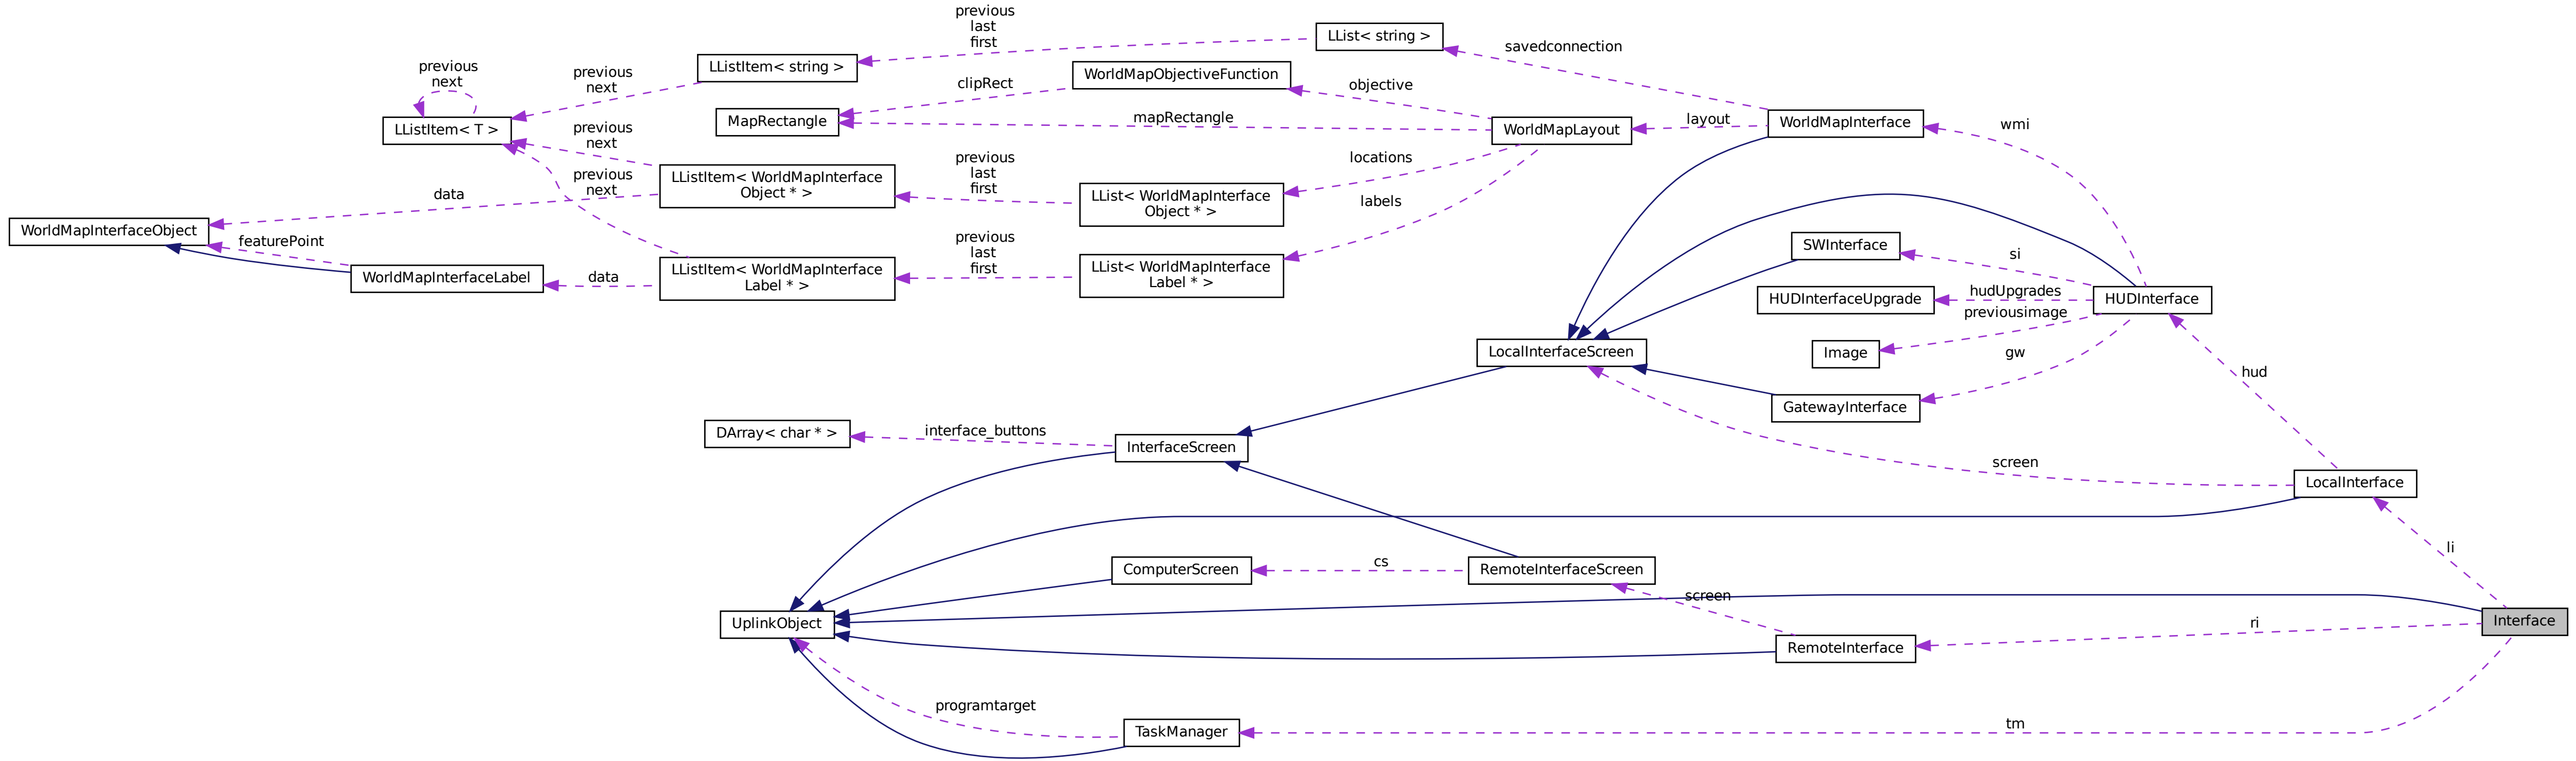 previous
last
first
LList< string >
savedconnection
previous
next
previous
next
LListItem< string >
clipRect
WorldMapObjectiveFunction
objective
LListItem< T >
MapRectangle
mapRectangle
WorldMapLayout
layout
WorldMapInterface
wmi
previous
next
previous
last
first
locations
LListItem< WorldMapInterface
Object * >
LList< WorldMapInterface
Object * >
previous
next
data
labels
WorldMapInterfaceObject
featurePoint
previous
last
first
WorldMapInterfaceLabel
data
LListItem< WorldMapInterface
Label * >
LList< WorldMapInterface
Label * >
SWInterface
si
HUDInterfaceUpgrade
hudUpgrades
HUDInterface
previousimage
LocalInterfaceScreen
Image
gw
hud
GatewayInterface
DArray< char * >
interface_buttons
InterfaceScreen
screen
LocalInterface
li
ComputerScreen
cs
RemoteInterfaceScreen
screen
UplinkObject
ri
Interface
RemoteInterface
programtarget
TaskManager
tm